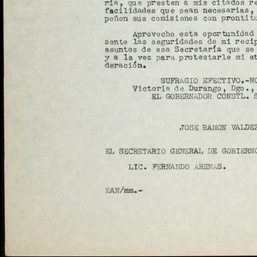 ría, que presten a mis citados re
facilidades que sean necesarias,
peñen sus comisiones con prontitu
Aprovecho esta oportunidad
sente las seguridades de mi recip
asuntos de esa Secretaría que se
y a la vez para protestarle mi at
deración.
SUFRAGIO EFECTIVO.-NO
Victoria de Durango, Dgo.,
EL GOBERNADOR CONSTL. S
JOSE RAMON VALDEZ
EL SECRETARIO GENERAL DE GOBIERNO
LIC. FERNANDO ARENAS.
EAN/mm.-